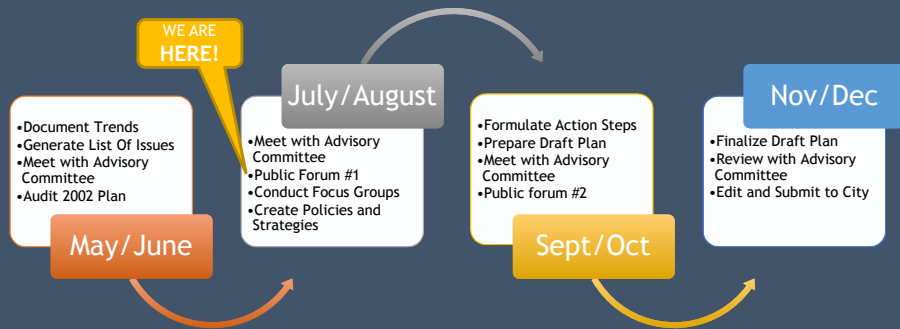 WE ARE
HERE!
•Document Trends
•Generate List Of Issues
•Meet with Advisory
Committee
•Audit 2002 Plan
May/June
July/August
•Meet with Advisory
Committee
•Public Forum #1
•Conduct Focus Groups
•Create Policies and
Strategies
•Formulate Action Steps
•Prepare Draft Plan
•Meet with Advisory
Committee
•Public forum #2
Sept/Oct
Nov/Dec
•Finalize Draft Plan
•Review with Advisory
Committee
•Edit and Submit to City